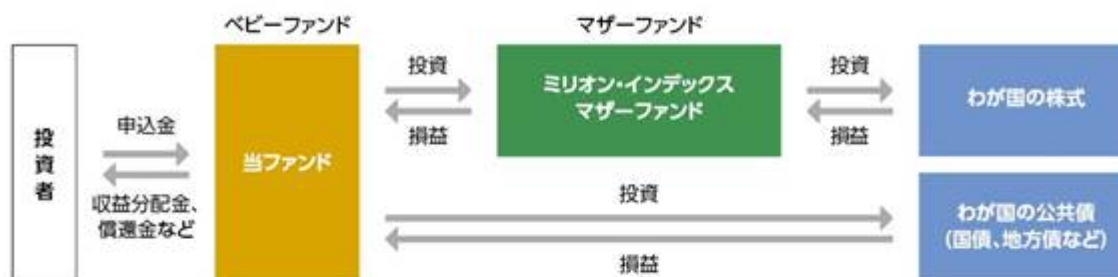 ベビーファンド
マザーファンド
投資者
申込金
収益分配金、
償還金など
当ファンド
投資
損益
ミリオン・インデックス
マザーファンド
投資
損益
わが国の株式
投資
損益
わが国の公共債
(国債、地方債など)